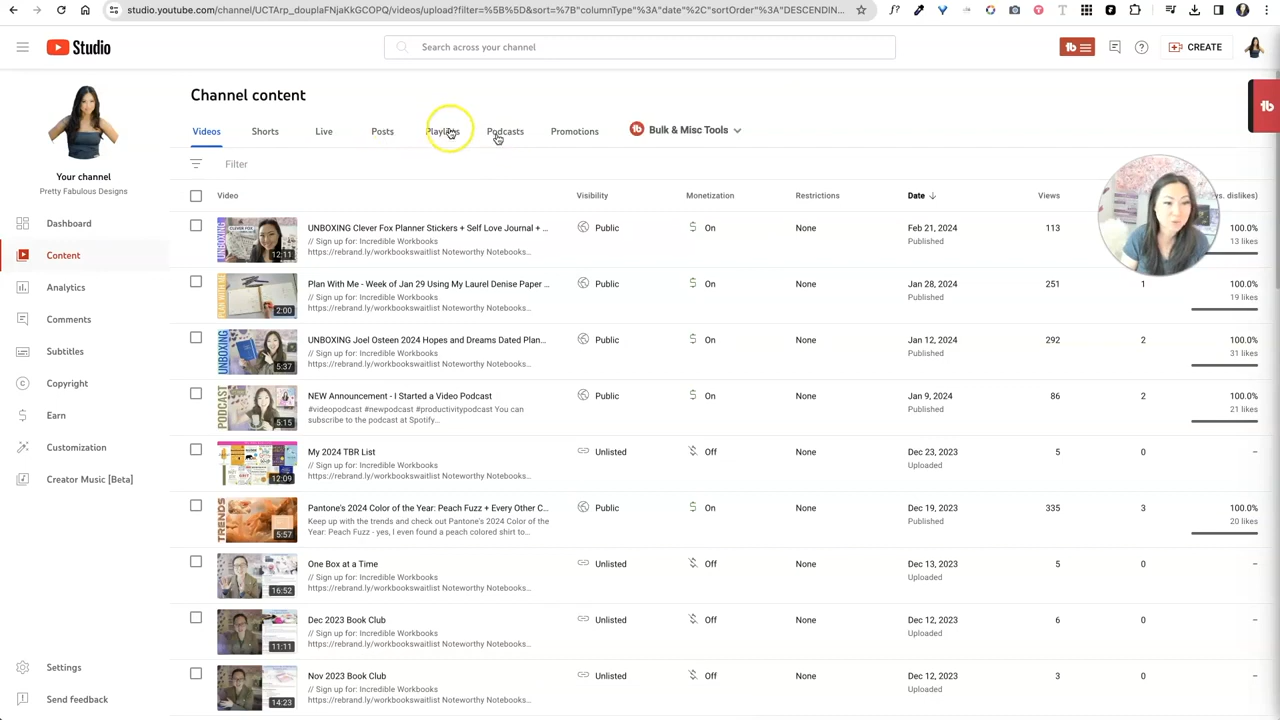 studio.youtube.com/channel/UCTArp_douplaFNjaKkGCOPQ/videos/upload?filter=%5B%5D&sort=%7B"columnType"%3A"date"%2C"sortOrder"%3A"DESCENDIN...
Studio
Search across your channel
CREATE
Your channel
Pretty Fabulous Designs
Dashboard
Content
Analytics
Comments
Subtitles
Copyright
Earn
Customization
Creator Music [Beta]
Settings
Send feedback
Channel content
Videos Shorts Live Posts Playlists Podcasts Promotions Bulk & Misc Tools
Filter
Video Visibility Monetization Restrictions Date Views vs. dislikes)
UNBOXING Clever Fox Planner Stickers + Self Love Journal + ... Public On None Feb 21, 2024 113 100.0%
// Sign up for: Incredible Workbooks Published 13 likes
https://rebrand.ly/workbookswaitlist Noteworthy Notebooks...
12:11
Plan With Me - Week of Jan 29 Using My Laurel Denise Paper ... Public On None Jan 28, 2024 251 1 100.0%
// Sign up for: Incredible Workbooks Published 19 likes
https://rebrand.ly/workbookswaitlist Noteworthy Notebooks...
2:00
UNBOXING Joel Osteen 2024 Hopes and Dreams Dated Plan... Public On None Jan 12, 2024 292 2 100.0%
// Sign up for: Incredible Workbooks Published 31 likes
https://rebrand.ly/workbookswaitlist Noteworthy Notebooks...
5:37
NEW Announcement - I Started a Video Podcast Public On None Jan 9, 2024 86 2 100.0%
#videopodcast #newpodcast #productivitypodcast You can Published 21 likes
subscribe to the podcast at Spotify...
5:15
My 2024 TBR List Unlisted Off None Dec 23, 2023 5 0 –
// Sign up for: Incredible Workbooks Uploaded
https://rebrand.ly/workbookswaitlist Noteworthy Notebooks...
12:09
Pantone's 2024 Color of the Year: Peach Fuzz + Every Other C... Public On None Dec 19, 2023 335 3 100.0%
Keep up with the trends and check out Pantone's 2024 Color of the Published 20 likes
Year: Peach Fuzz - yes, I even found a peach colored shirt to...
5:57
One Box at a Time Unlisted Off None Dec 13, 2023 5 0 –
// Sign up for: Incredible Workbooks Uploaded
https://rebrand.ly/workbookswaitlist Noteworthy Notebooks...
16:52
Dec 2023 Book Club Unlisted Off None Dec 12, 2023 6 0 –
// Sign up for: Incredible Workbooks Uploaded
https://rebrand.ly/workbookswaitlist Noteworthy Notebooks...
11:11
Nov 2023 Book Club Unlisted Off None Dec 12, 2023 3 0 –
// Sign up for: Incredible Workbooks Uploaded
https://rebrand.ly/workbookswaitlist Noteworthy Notebooks...
14:23